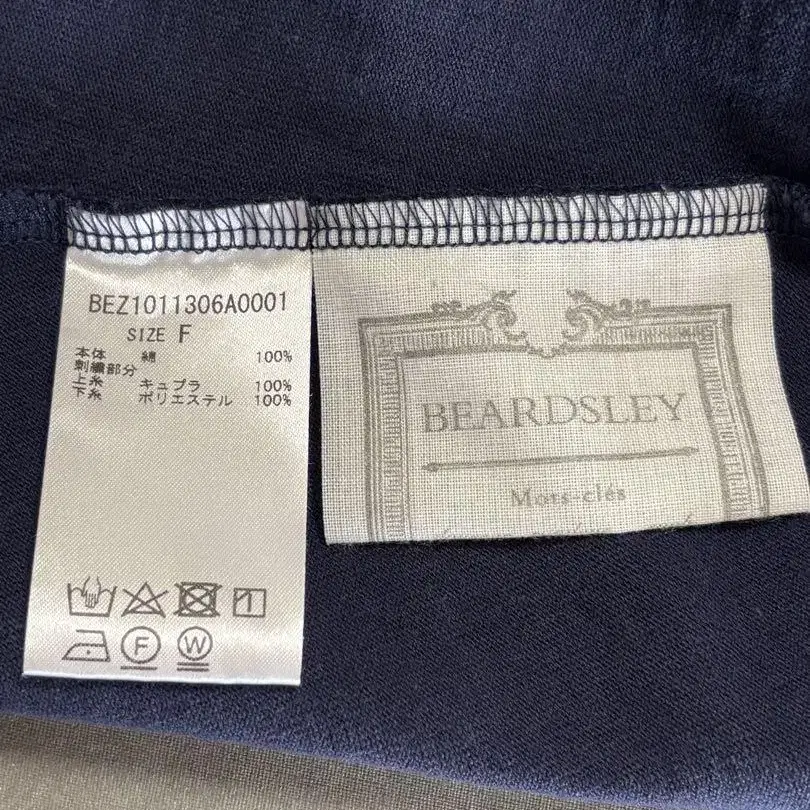 BEZ1011306A0001
SIZE F
本体 綿 100%
刺繍部分
上糸 キュプラ 100%
下糸 ポリエステル 100%
F
W
BEARDSLEY
Mots-clés